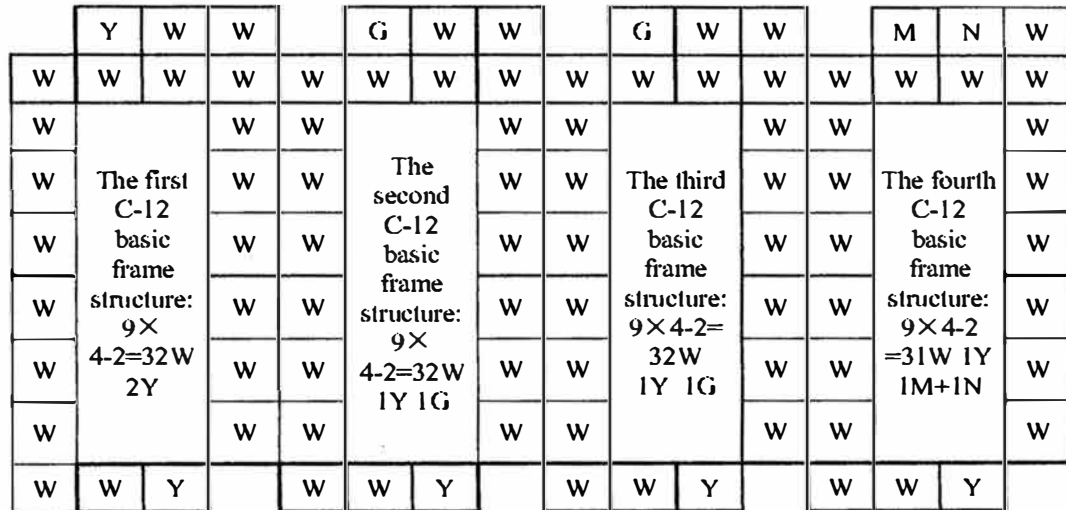 Y W W G W W G W W M N W
W W W W W W W W W W W W W W W W
W W W W W W W W
W W W W W W W W
W W W W W W W W
W W W W W W W W
W W W W W W W W
W W W W W W W W
The first
C-12
basic
frame
structure:
9×
4-2=32W
2Y
The
second
C-12
basic
frame
structure:
9×
4-2=32W
1Y 1G
The third
C-12
basic
frame
structure:
9×4-2=
32W
1Y 1G
The fourth
C-12
basic
frame
structure:
9×4-2
=31W 1Y
1M+1N
W W Y W W Y W W Y W W Y